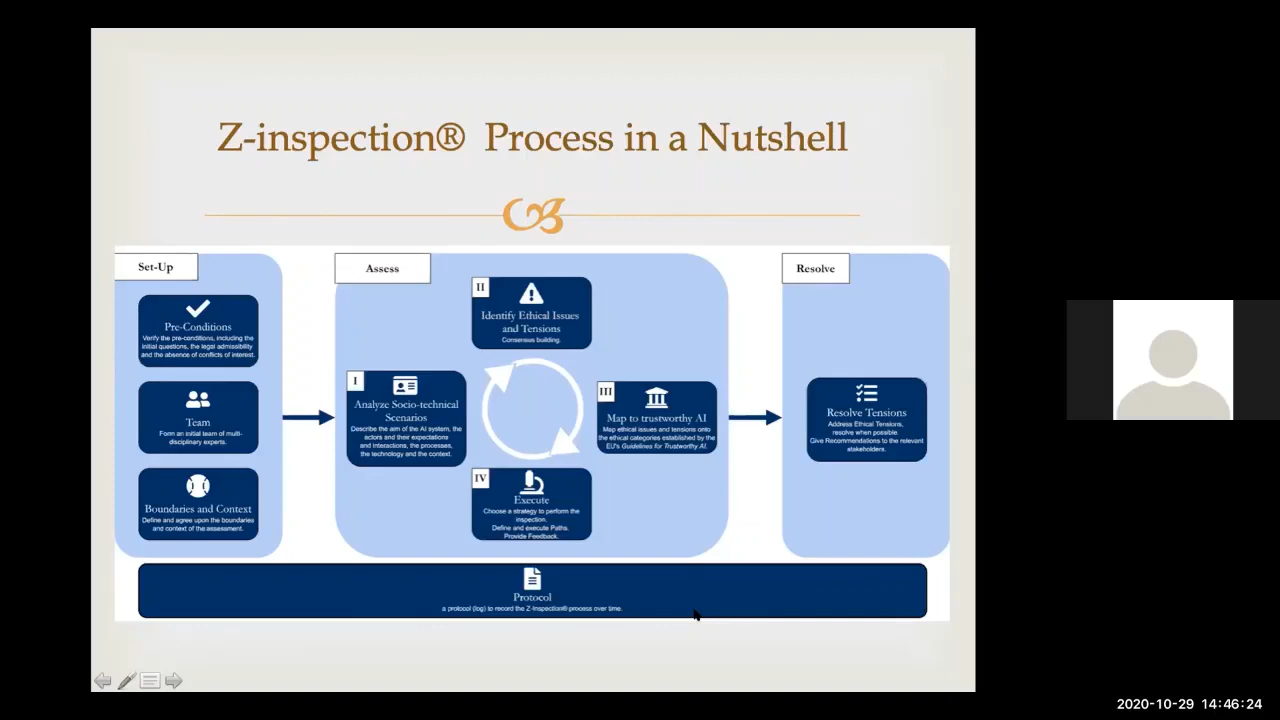 Z-inspection® Process in a Nutshell
Set-Up
Pre-Conditions
Verify the pre-conditions, including the
initial questions, the legal admissibility
and the absence of conflicts of interest.
Team
Form an initial team of multi-
disciplinary experts.
Boundaries and Context
Define and agree upon the boundaries
and context of the assessment.
Assess
I
Analyze Socio-technical
Scenarios
Describe the aim of the AI system, the
actors and their expectations
and interactions, the processes,
the technology and the context.
II
Identify Ethical Issues
and Tensions
Consensus building.
III
Map to trustworthy AI
Map ethical issues and tensions onto
the ethical categories established by the
EU's Guidelines for Trustworthy AI.
IV
Execute
Choose a strategy to perform the
inspection.
Define and execute Paths.
Provide Feedback.
Resolve
Resolve Tensions
Address Ethical Tensions,
resolve when possible.
Give Recommendations to the relevant
stakeholders.
Protocol
a protocol (log) to record the Z-Inspection® process over time.
2020-10-29 14:46:24